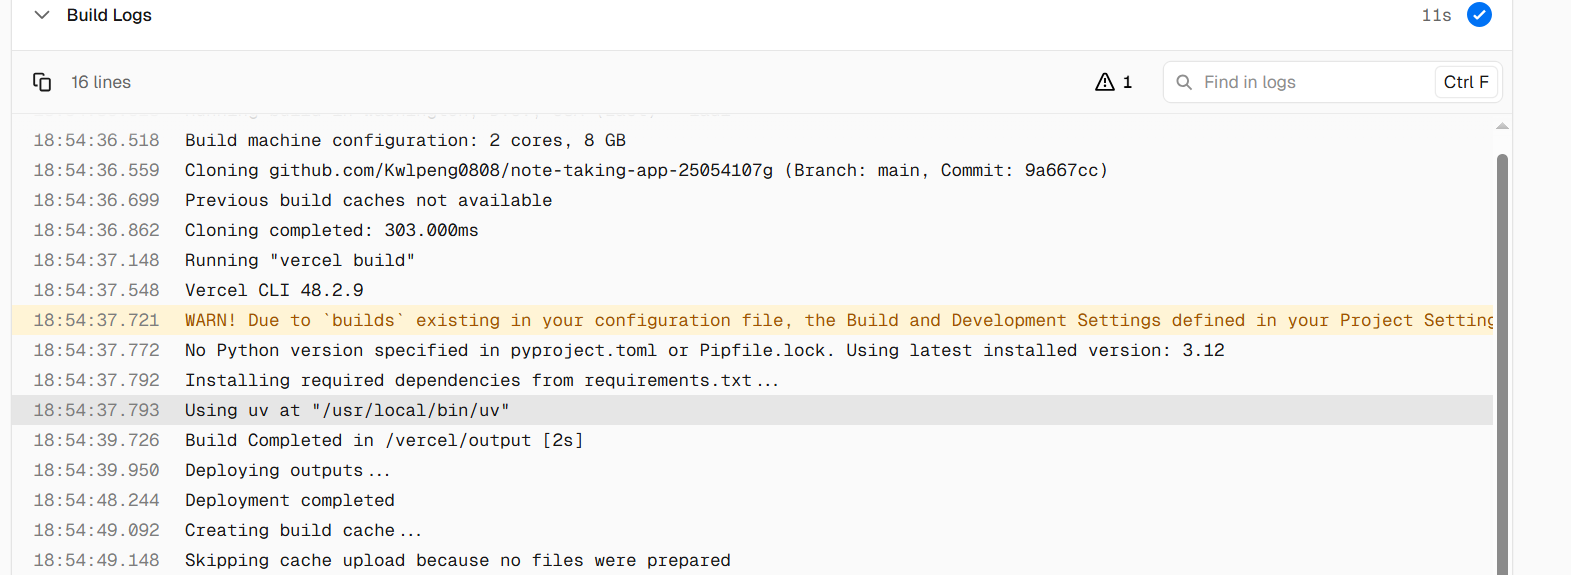 Build Logs
11s
16 lines
1
Find in logs
Ctrl F
18:54:36.518 Build machine configuration: 2 cores, 8 GB
18:54:36.559 Cloning github.com/Kwlpeng0808/note-taking-app-25054107g (Branch: main, Commit: 9a667cc)
18:54:36.699 Previous build caches not available
18:54:36.862 Cloning completed: 303.000ms
18:54:37.148 Running "vercel build"
18:54:37.548 Vercel CLI 48.2.9
18:54:37.721 WARN! Due to `builds` existing in your configuration file, the Build and Development Settings defined in your Project Setting
18:54:37.772 No Python version specified in pyproject.toml or Pipfile.lock. Using latest installed version: 3.12
18:54:37.792 Installing required dependencies from requirements.txt...
18:54:37.793 Using uv at "/usr/local/bin/uv"
18:54:39.726 Build Completed in /vercel/output [2s]
18:54:39.950 Deploying outputs...
18:54:48.244 Deployment completed
18:54:49.092 Creating build cache...
18:54:49.148 Skipping cache upload because no files were prepared